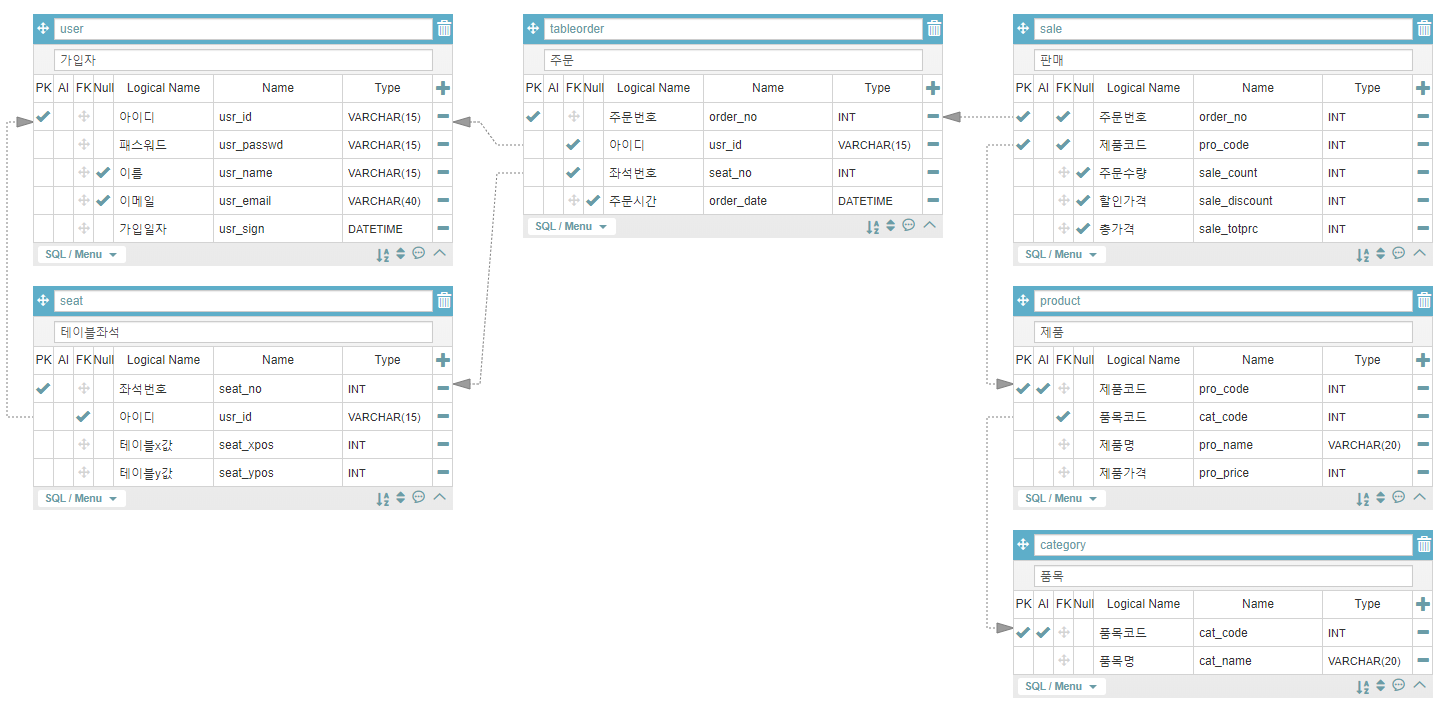 user
가입자
PK AI FK Null Logical Name Name Type
아이디 usr_id VARCHAR(15)
패스워드 usr_passwd VARCHAR(15)
이름 usr_name VARCHAR(15)
이메일 usr_email VARCHAR(40)
가입일자 usr_sign DATETIME
SQL / Menu
seat
테이블좌석
PK AI FK Null Logical Name Name Type
좌석번호 seat_no INT
아이디 usr_id VARCHAR(15)
테이블x값 seat_xpos INT
테이블y값 seat_ypos INT
SQL / Menu
tableorder
주문
PK AI FK Null Logical Name Name Type
주문번호 order_no INT
아이디 usr_id VARCHAR(15)
좌석번호 seat_no INT
주문시간 order_date DATETIME
SQL / Menu
sale
판매
PK AI FK Null Logical Name Name Type
주문번호 order_no INT
제품코드 pro_code INT
주문수량 sale_count INT
할인가격 sale_discount INT
총가격 sale_totprc INT
SQL / Menu
product
제품
PK AI FK Null Logical Name Name Type
제품코드 pro_code INT
품목코드 cat_code INT
제품명 pro_name VARCHAR(20)
제품가격 pro_price INT
SQL / Menu
category
품목
PK AI FK Null Logical Name Name Type
품목코드 cat_code INT
품목명 cat_name VARCHAR(20)
SQL / Menu